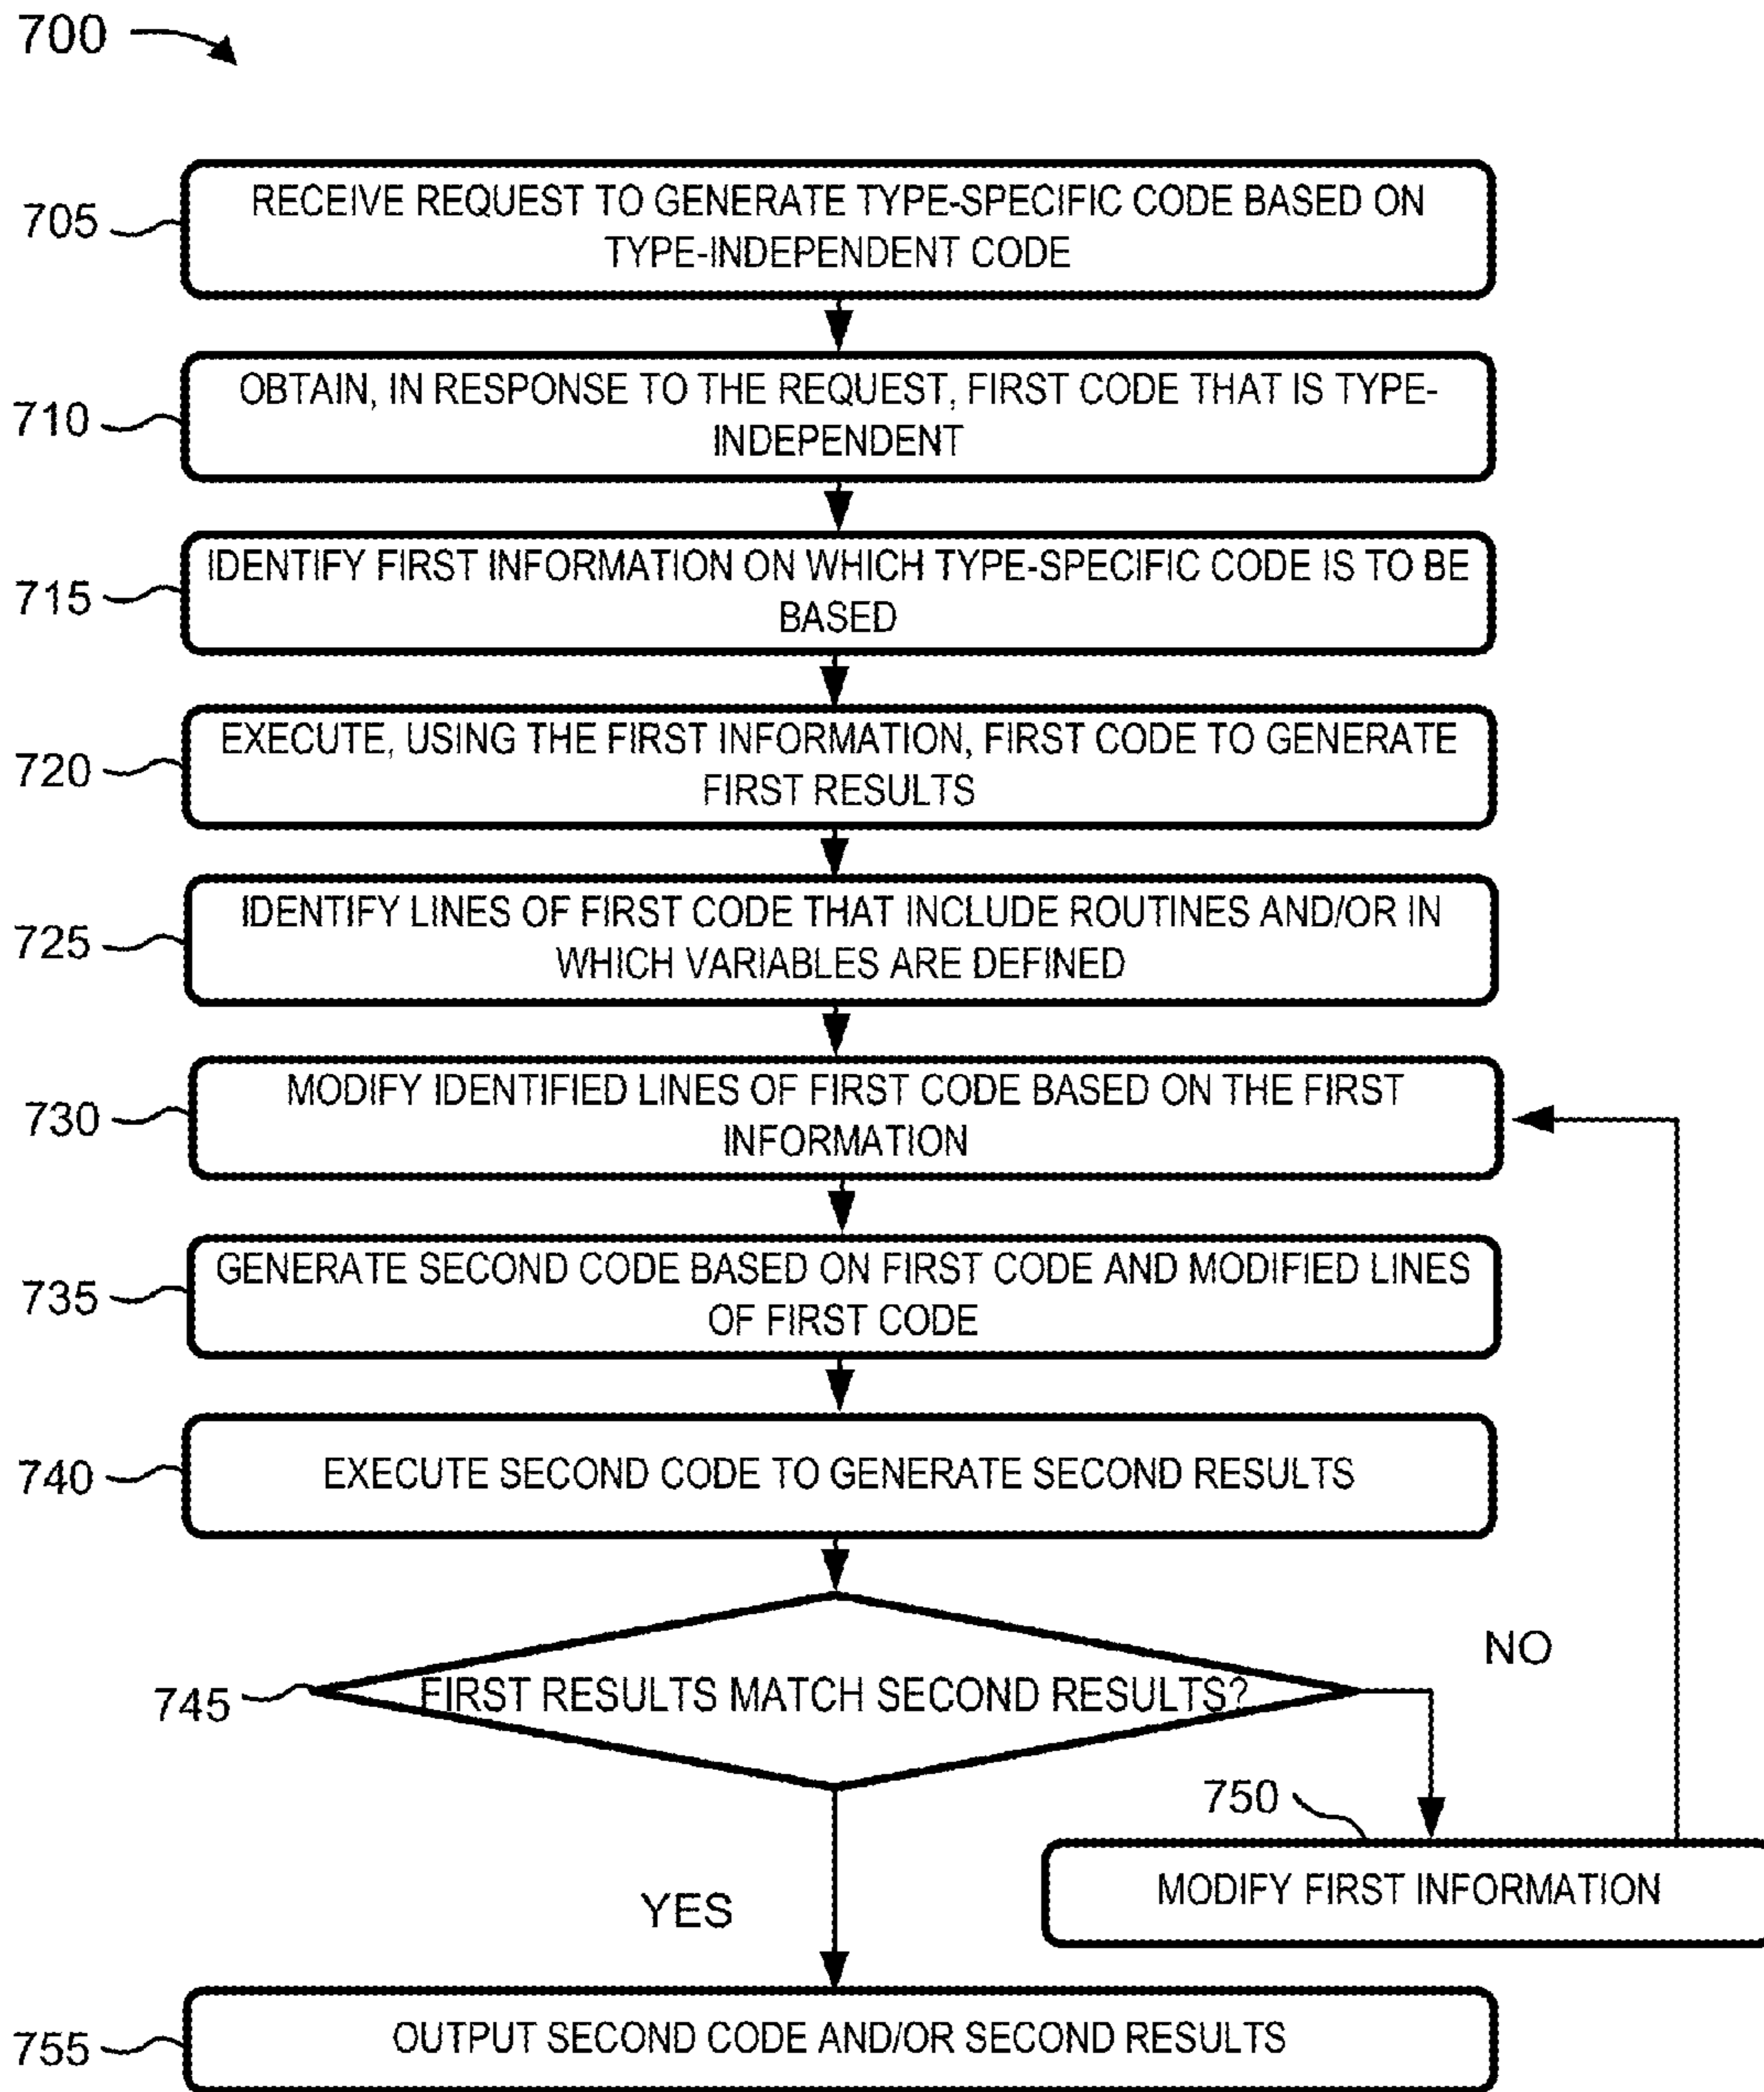 700
705
RECEIVE REQUEST TO GENERATE TYPE-SPECIFIC CODE BASED ON
TYPE-INDEPENDENT CODE
710
OBTAIN, IN RESPONSE TO THE REQUEST, FIRST CODE THAT IS TYPE-
INDEPENDENT
715
IDENTIFY FIRST INFORMATION ON WHICH TYPE-SPECIFIC CODE IS TO BE
BASED
720
EXECUTE, USING THE FIRST INFORMATION, FIRST CODE TO GENERATE
FIRST RESULTS
725
IDENTIFY LINES OF FIRST CODE THAT INCLUDE ROUTINES AND/OR IN
WHICH VARIABLES ARE DEFINED
730
MODIFY IDENTIFIED LINES OF FIRST CODE BASED ON THE FIRST
INFORMATION
735
GENERATE SECOND CODE BASED ON FIRST CODE AND MODIFIED LINES
OF FIRST CODE
740
EXECUTE SECOND CODE TO GENERATE SECOND RESULTS
745
FIRST RESULTS MATCH SECOND RESULTS?
NO
750
MODIFY FIRST INFORMATION
YES
755
OUTPUT SECOND CODE AND/OR SECOND RESULTS